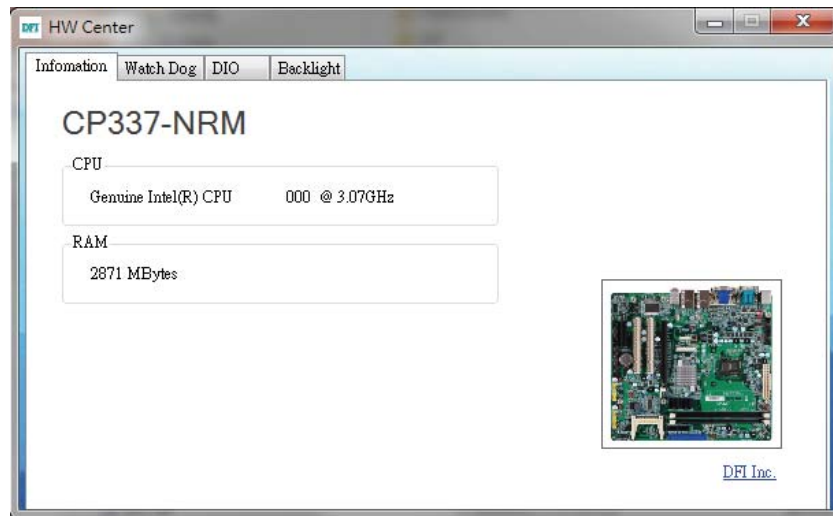 DFI HW Center
Infomation Watch Dog DIO Backlight
CP337-NRM
CPU
Genuine Intel(R) CPU 000 @ 3.07GHz
RAM
2871 MBytes
DFI Inc.